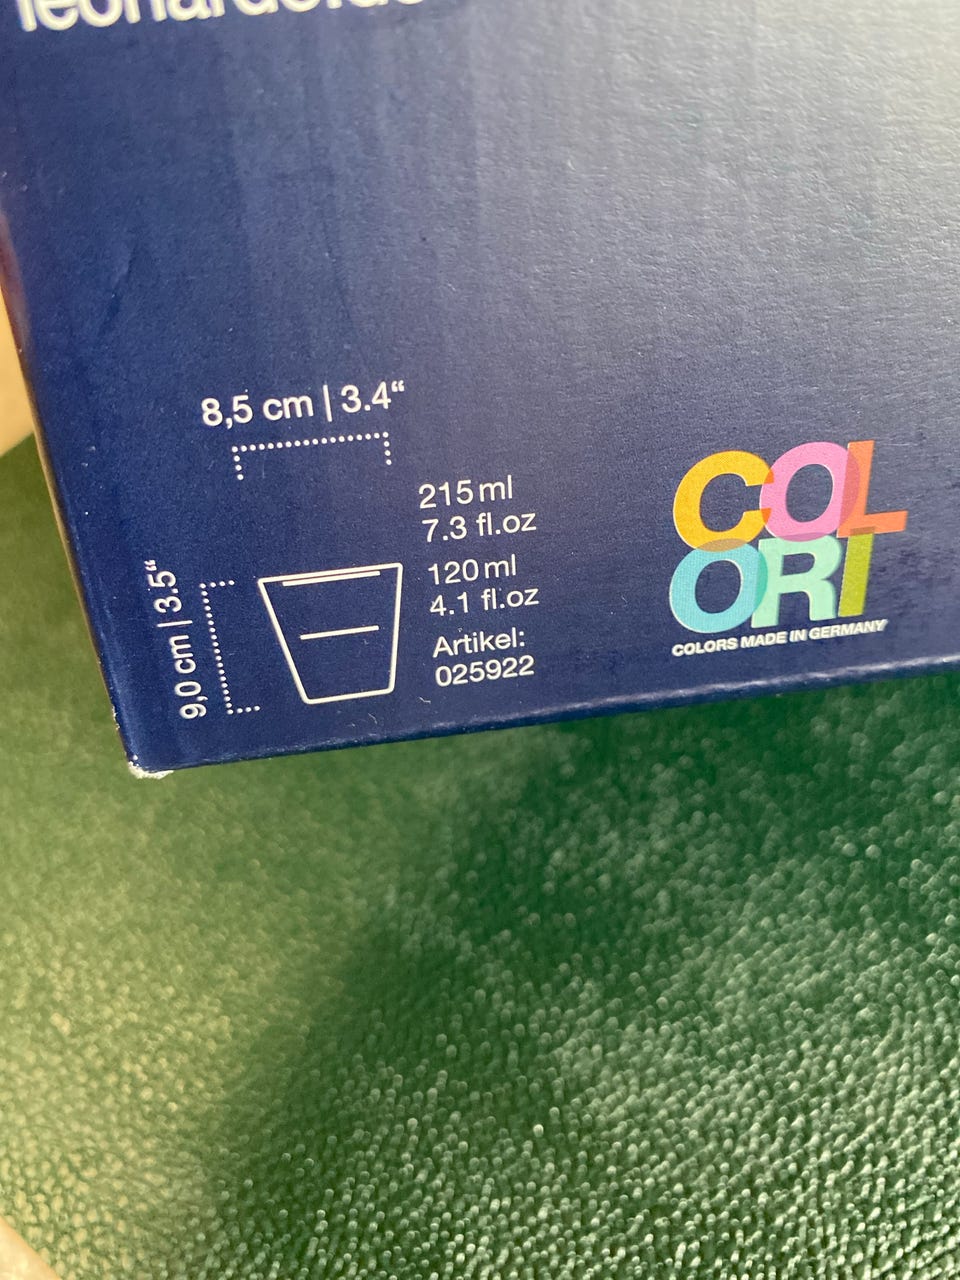 8,5 cm | 3.4“
215 ml
7.3 fl.oz
120 ml
4.1 fl.oz
Artikel:
025922
9,0 cm | 3.5“
COL
ORI
COLORS MADE IN GERMANY